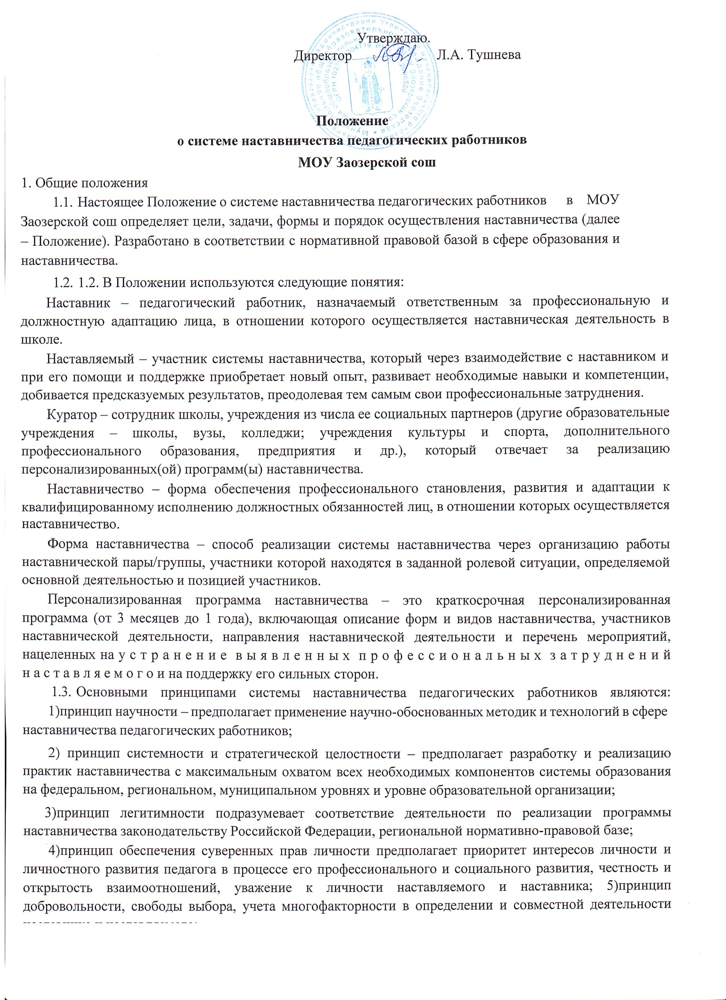 Утверждаю.
Директор Л.А. Тушнева
Положение
о системе наставничества педагогических работников
МОУ Заозерской сош
1. Общие положения
1.1. Настоящее Положение о системе наставничества педагогических работников в МОУ
Заозерской сош определяет цели, задачи, формы и порядок осуществления наставничества (далее
– Положение). Разработано в соответствии с нормативной правовой базой в сфере образования и
наставничества.
1.2. 1.2. В Положении используются следующие понятия:
Наставник – педагогический работник, назначаемый ответственным за профессиональную и
должностную адаптацию лица, в отношении которого осуществляется наставническая деятельность в
школе.
Наставляемый – участник системы наставничества, который через взаимодействие с наставником и
при его помощи и поддержке приобретает новый опыт, развивает необходимые навыки и компетенции,
добивается предсказуемых результатов, преодолевая тем самым свои профессиональные затруднения.
Куратор – сотрудник школы, учреждения из числа ее социальных партнеров (другие образовательные
учреждения – школы, вузы, колледжи; учреждения культуры и спорта, дополнительного
профессионального образования, предприятия и др.), который отвечает за реализацию
персонализированных(ой) программ(ы) наставничества.
Наставничество – форма обеспечения профессионального становления, развития и адаптации к
квалифицированному исполнению должностных обязанностей лиц, в отношении которых осуществляется
наставничество.
Форма наставничества – способ реализации системы наставничества через организацию работы
наставнической пары/группы, участники которой находятся в заданной ролевой ситуации, определяемой
основной деятельностью и позицией участников.
Персонализированная программа наставничества – это краткосрочная персонализированная
программа (от 3 месяцев до 1 года), включающая описание форм и видов наставничества, участников
наставнической деятельности, направления наставнической деятельности и перечень мероприятий,
нацеленных на у с т р а н е н и е в ы я в л е н н ы х п р о ф е с с и о н а л ь н ы х з а т р у д н е н и й
н а с т а в л я е м о г о и на поддержку его сильных сторон.
1.3. Основными принципами системы наставничества педагогических работников являются:
1)принцип научности – предполагает применение научно-обоснованных методик и технологий в сфере
наставничества педагогических работников;
2) принцип системности и стратегической целостности – предполагает разработку и реализацию
практик наставничества с максимальным охватом всех необходимых компонентов системы образования
на федеральном, региональном, муниципальном уровнях и уровне образовательной организации;
3)принцип легитимности подразумевает соответствие деятельности по реализации программы
наставничества законодательству Российской Федерации, региональной нормативно-правовой базе;
4)принцип обеспечения суверенных прав личности предполагает приоритет интересов личности и
личностного развития педагога в процессе его профессионального и социального развития, честность и
открытость взаимоотношений, уважение к личности наставляемого и наставника; 5)принцип
добровольности, свободы выбора, учета многофакторности в определении и совместной деятельности